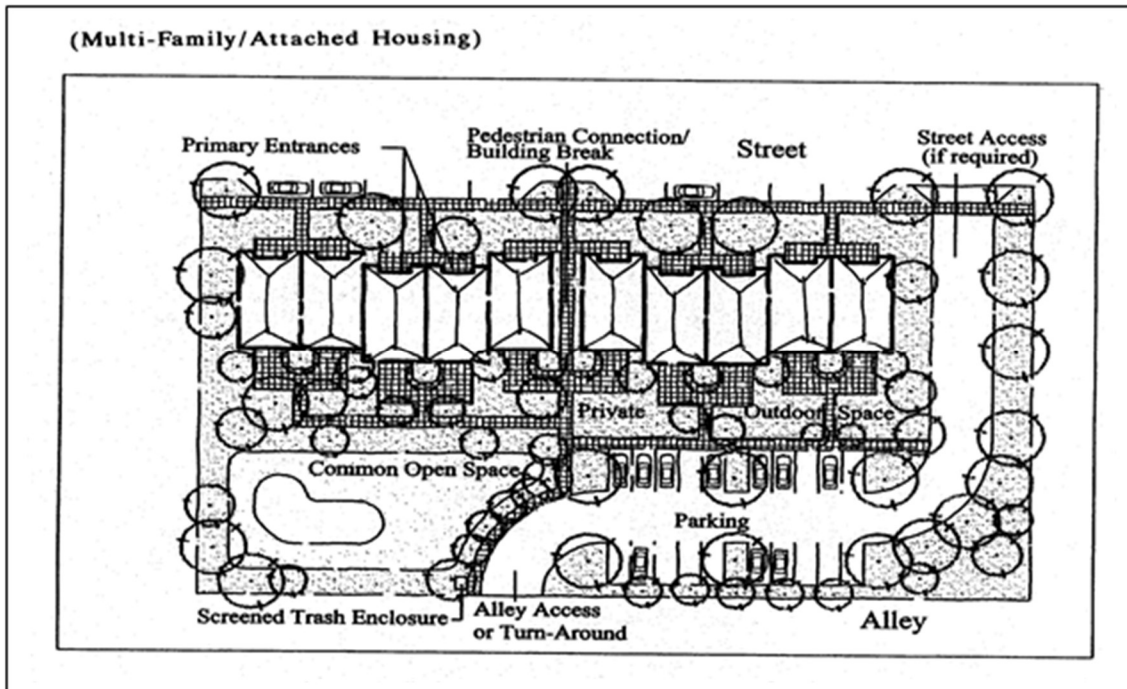 (Multi-Family/Attached Housing)
Primary Entrances
Pedestrian Connection/
Building Break
Street
Street Access
(if required)
Private
Outdoor Space
Common Open Space
Parking
Screened Trash Enclosure
Alley Access
or Turn-Around
Alley